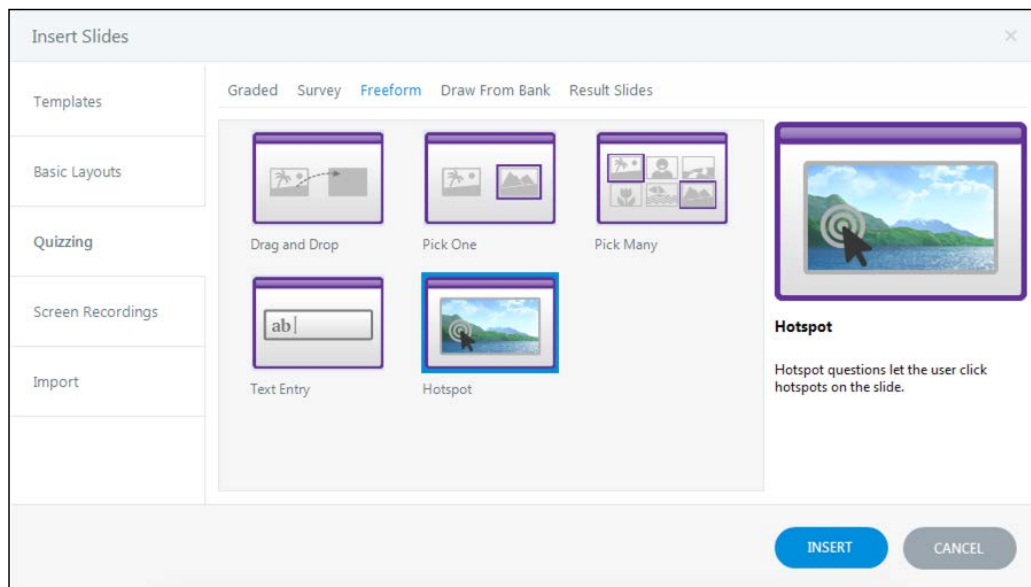 Insert Slides
Templates
Basic Layouts
Quizzing
Screen Recordings
Import
Graded Survey Freeform Draw From Bank Result Slides
Drag and Drop Pick One Pick Many
ab
Text Entry Hotspot
Hotspot
Hotspot questions let the user click
hotspots on the slide.
INSERT CANCEL